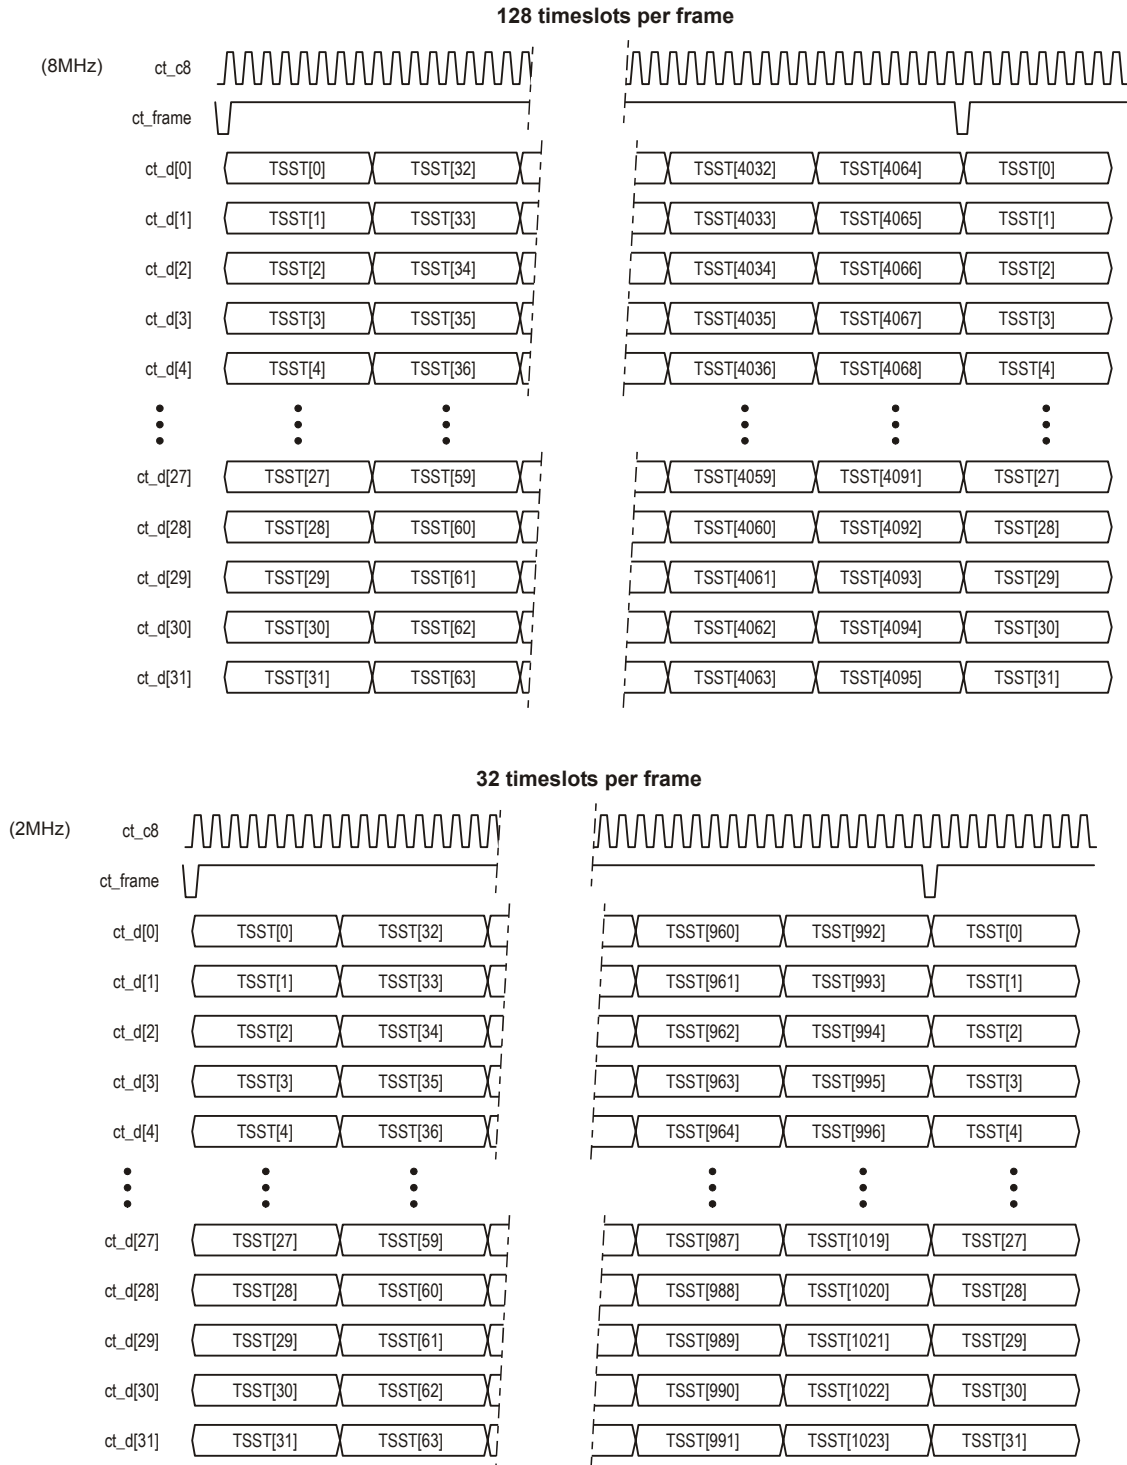 128 timeslots per frame
(8MHz) ct_c8
ct_frame
ct_d[0] TSST[0] TSST[32] TSST[4032] TSST[4064] TSST[0]
ct_d[1] TSST[1] TSST[33] TSST[4033] TSST[4065] TSST[1]
ct_d[2] TSST[2] TSST[34] TSST[4034] TSST[4066] TSST[2]
ct_d[3] TSST[3] TSST[35] TSST[4035] TSST[4067] TSST[3]
ct_d[4] TSST[4] TSST[36] TSST[4036] TSST[4068] TSST[4]
ct_d[27] TSST[27] TSST[59] TSST[4059] TSST[4091] TSST[27]
ct_d[28] TSST[28] TSST[60] TSST[4060] TSST[4092] TSST[28]
ct_d[29] TSST[29] TSST[61] TSST[4061] TSST[4093] TSST[29]
ct_d[30] TSST[30] TSST[62] TSST[4062] TSST[4094] TSST[30]
ct_d[31] TSST[31] TSST[63] TSST[4063] TSST[4095] TSST[31]
32 timeslots per frame
(2MHz) ct_c8
ct_frame
ct_d[0] TSST[0] TSST[32] TSST[960] TSST[992] TSST[0]
ct_d[1] TSST[1] TSST[33] TSST[961] TSST[993] TSST[1]
ct_d[2] TSST[2] TSST[34] TSST[962] TSST[994] TSST[2]
ct_d[3] TSST[3] TSST[35] TSST[963] TSST[995] TSST[3]
ct_d[4] TSST[4] TSST[36] TSST[964] TSST[996] TSST[4]
ct_d[27] TSST[27] TSST[59] TSST[987] TSST[1019] TSST[27]
ct_d[28] TSST[28] TSST[60] TSST[988] TSST[1020] TSST[28]
ct_d[29] TSST[29] TSST[61] TSST[989] TSST[1021] TSST[29]
ct_d[30] TSST[30] TSST[62] TSST[990] TSST[1022] TSST[30]
ct_d[31] TSST[31] TSST[63] TSST[991] TSST[1023] TSST[31]